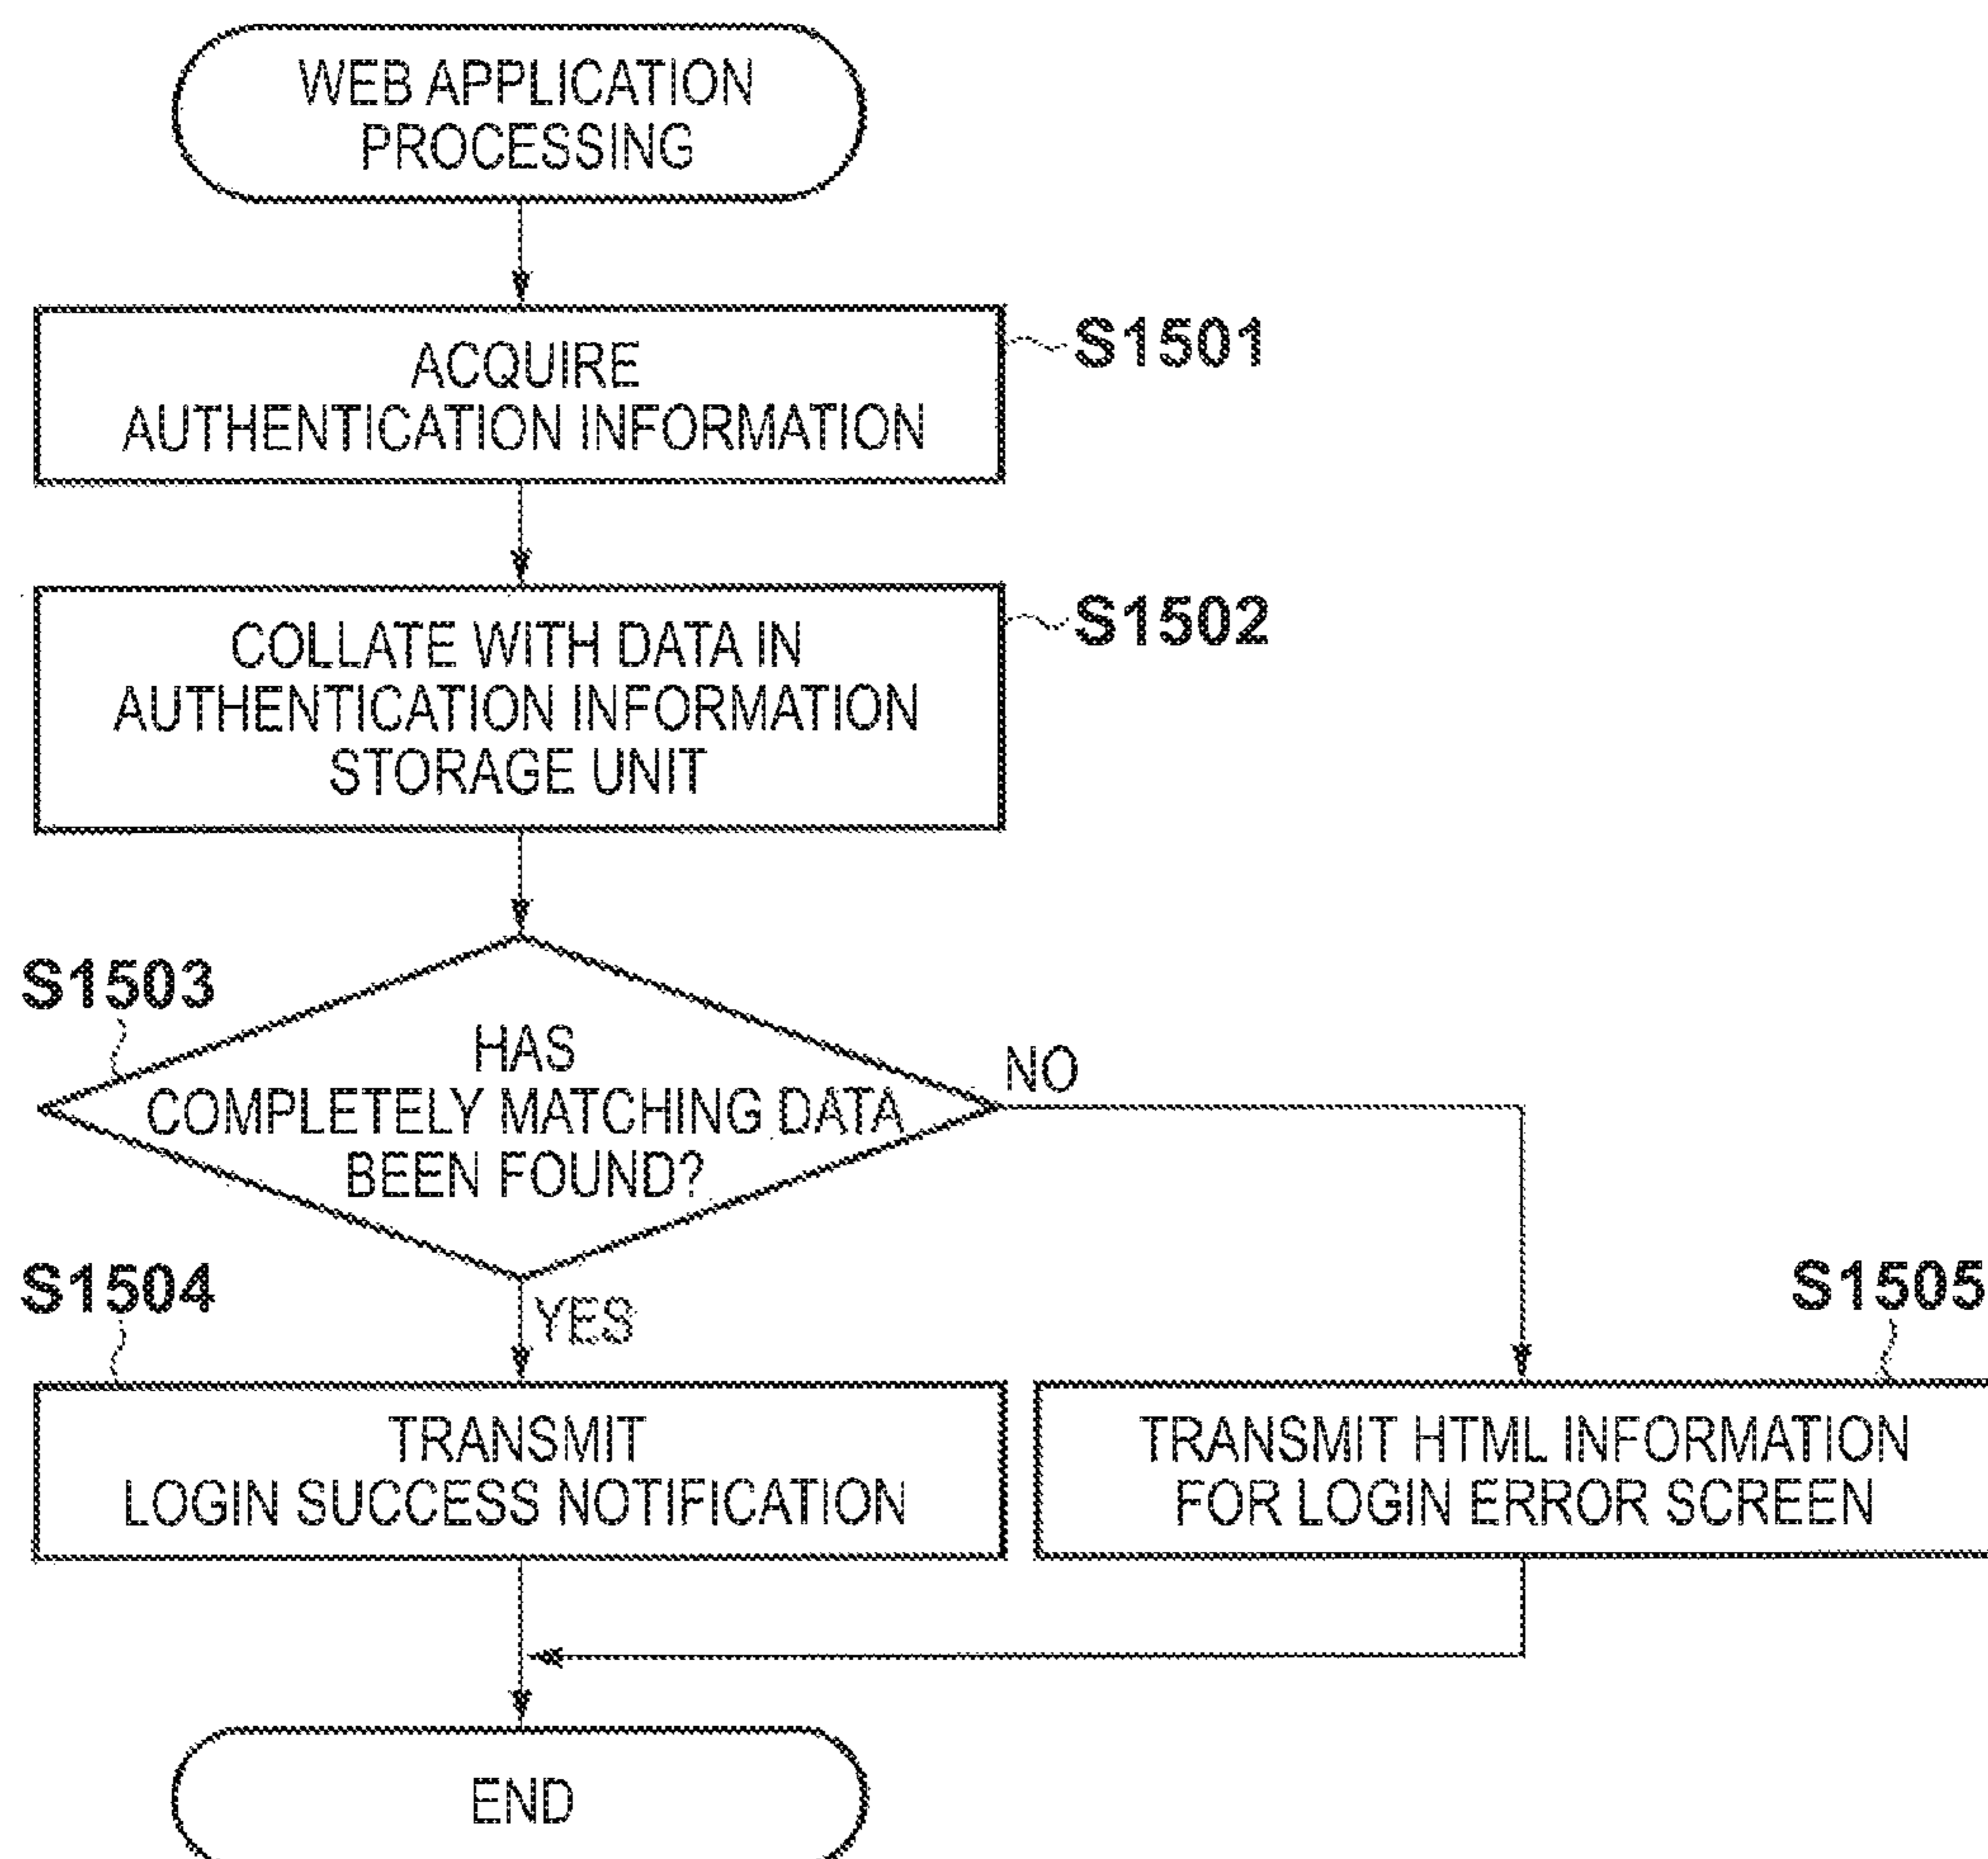 WEB APPLICATION
PROCESSING
ACQUIRE
AUTHENTICATION INFORMATION
S1501
COLLATE WITH DATA IN
AUTHENTICATION INFORMATION
STORAGE UNIT
S1502
S1503
HAS
COMPLETELY MATCHING DATA
BEEN FOUND?
NO
YES
S1504
TRANSMIT
LOGIN SUCCESS NOTIFICATION
S1505
TRANSMIT HTML INFORMATION
FOR LOGIN ERROR SCREEN
END